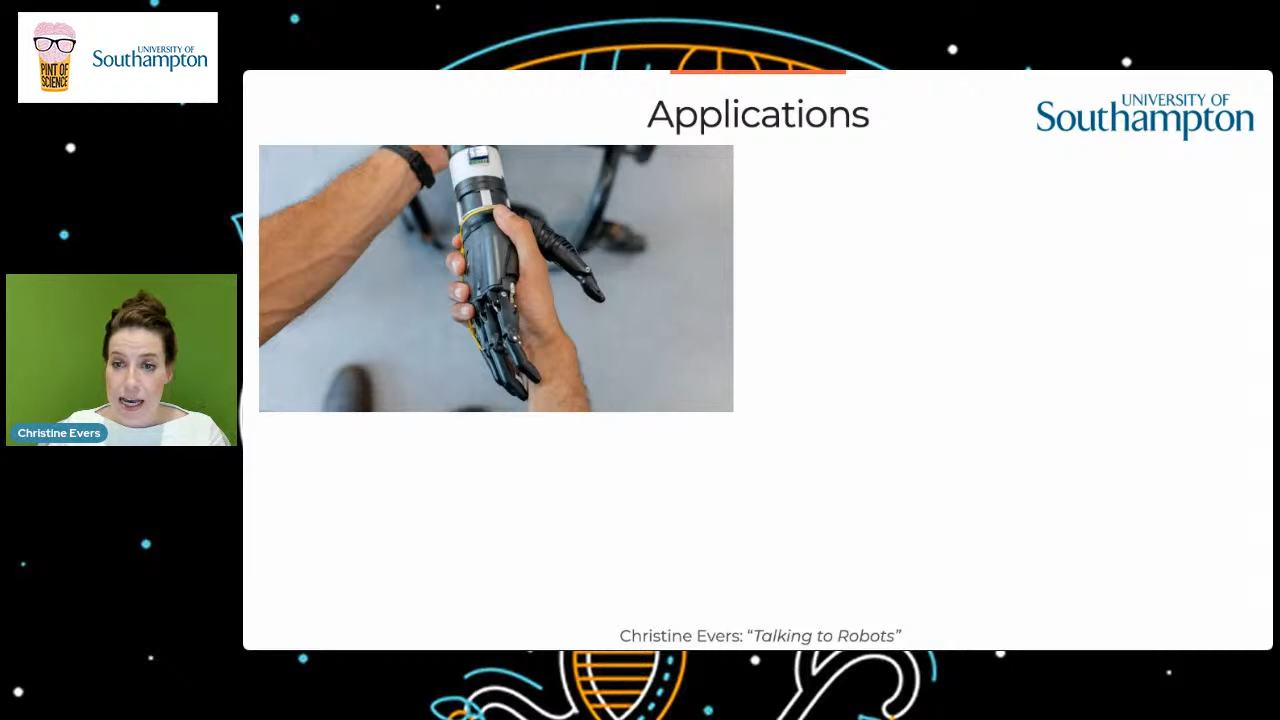 PINT OF
SCIENCE
UNIVERSITY OF
Southampton
Applications
UNIVERSITY OF
Southampton
Christine Evers
Christine Evers: “Talking to Robots”